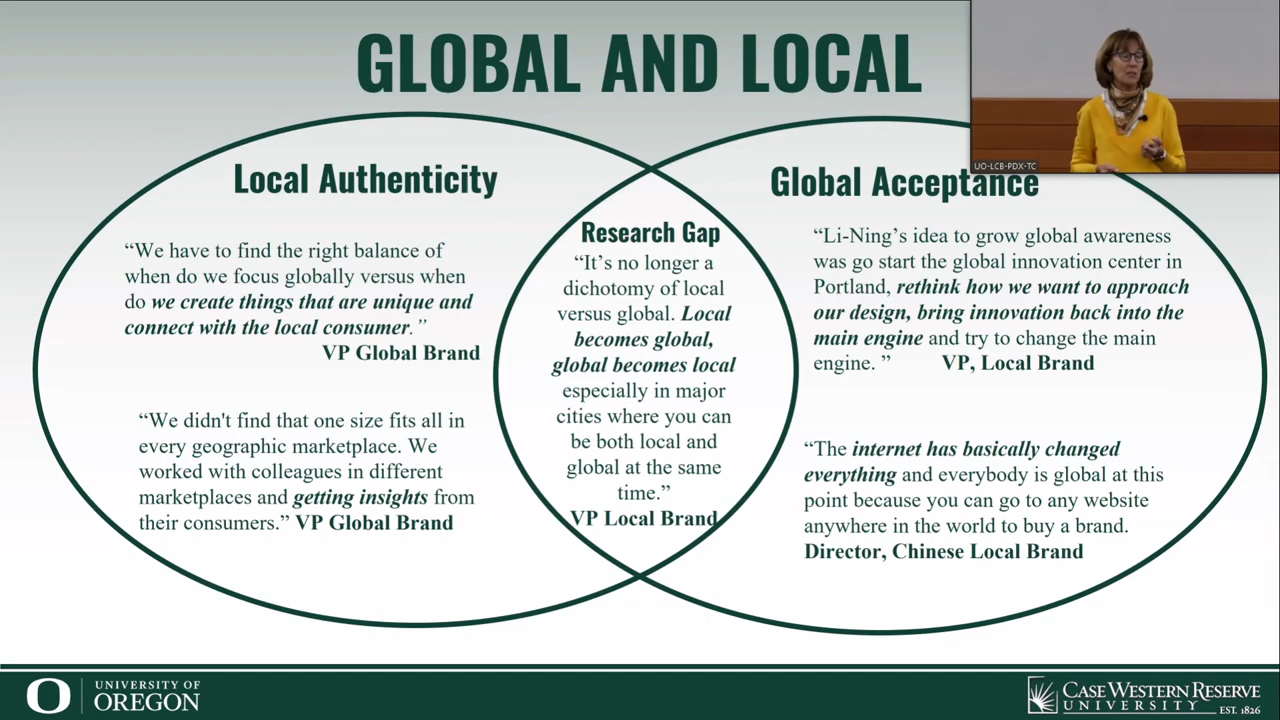 GLOBAL AND LOCAL
UO-LCB-PDX-TC
Local Authenticity
“We have to find the right balance of
when do we focus globally versus when
do we create things that are unique and
connect with the local consumer.”
VP Global Brand
“We didn't find that one size fits all in
every geographic marketplace. We
worked with colleagues in different
marketplaces and getting insights from
their consumers.” VP Global Brand
Research Gap
“It’s no longer a
dichotomy of local
versus global. Local
becomes global,
global becomes local
especially in major
cities where you can
be both local and
global at the same
time.”
VP Local Brand
Global Acceptance
“Li-Ning’s idea to grow global awareness
was go start the global innovation center in
Portland, rethink how we want to approach
our design, bring innovation back into the
main engine and try to change the main
engine. ” VP, Local Brand
“The internet has basically changed
everything and everybody is global at this
point because you can go to any website
anywhere in the world to buy a brand.
Director, Chinese Local Brand
O UNIVERSITY OF
OREGON
CASE WESTERN RESERVE
UNIVERSITY EST. 1826